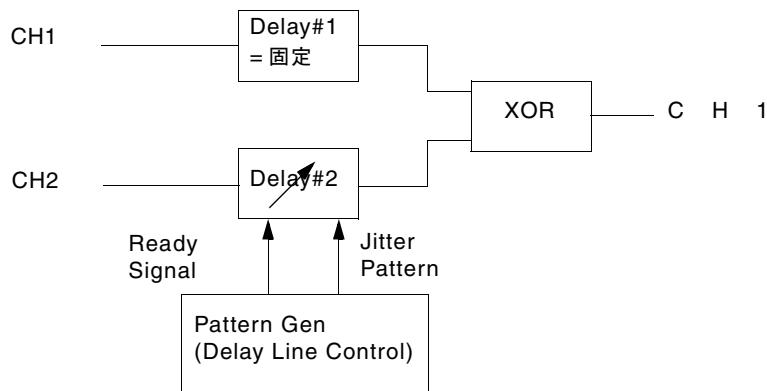 CH1
Delay#1
= 固定
XOR
C H 1
CH2
Delay#2
Ready
Signal
Jitter
Pattern
Pattern Gen
(Delay Line Control)